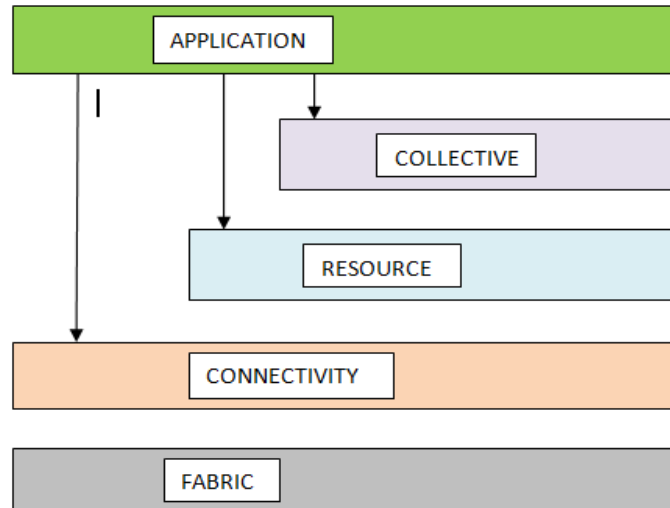 APPLICATION
COLLECTIVE
RESOURCE
CONNECTIVITY
FABRIC